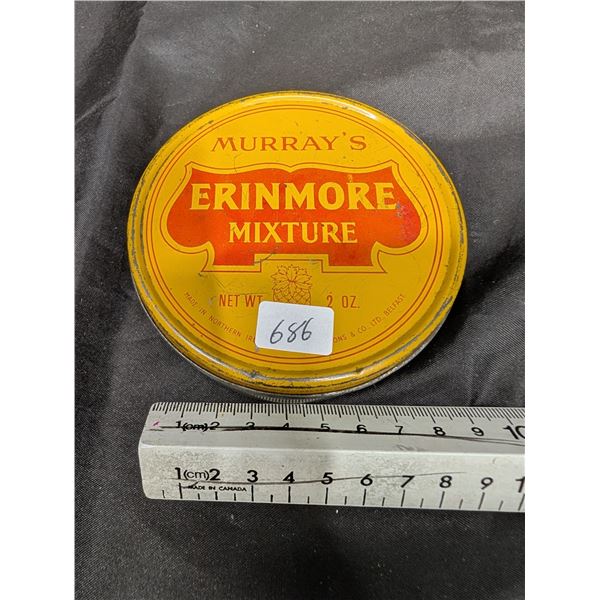 MURRAY'S
ERINMORE
MIXTURE
NET WT. 2 OZ.
MADE IN NORTHERN ONS & CO. LTD. BELFAST
686
1 (cm) 2 3 4 5 6 7 8 9 10
1 (cm) 2 3 4 5 6 7 8 9 1
MADE IN CANADA